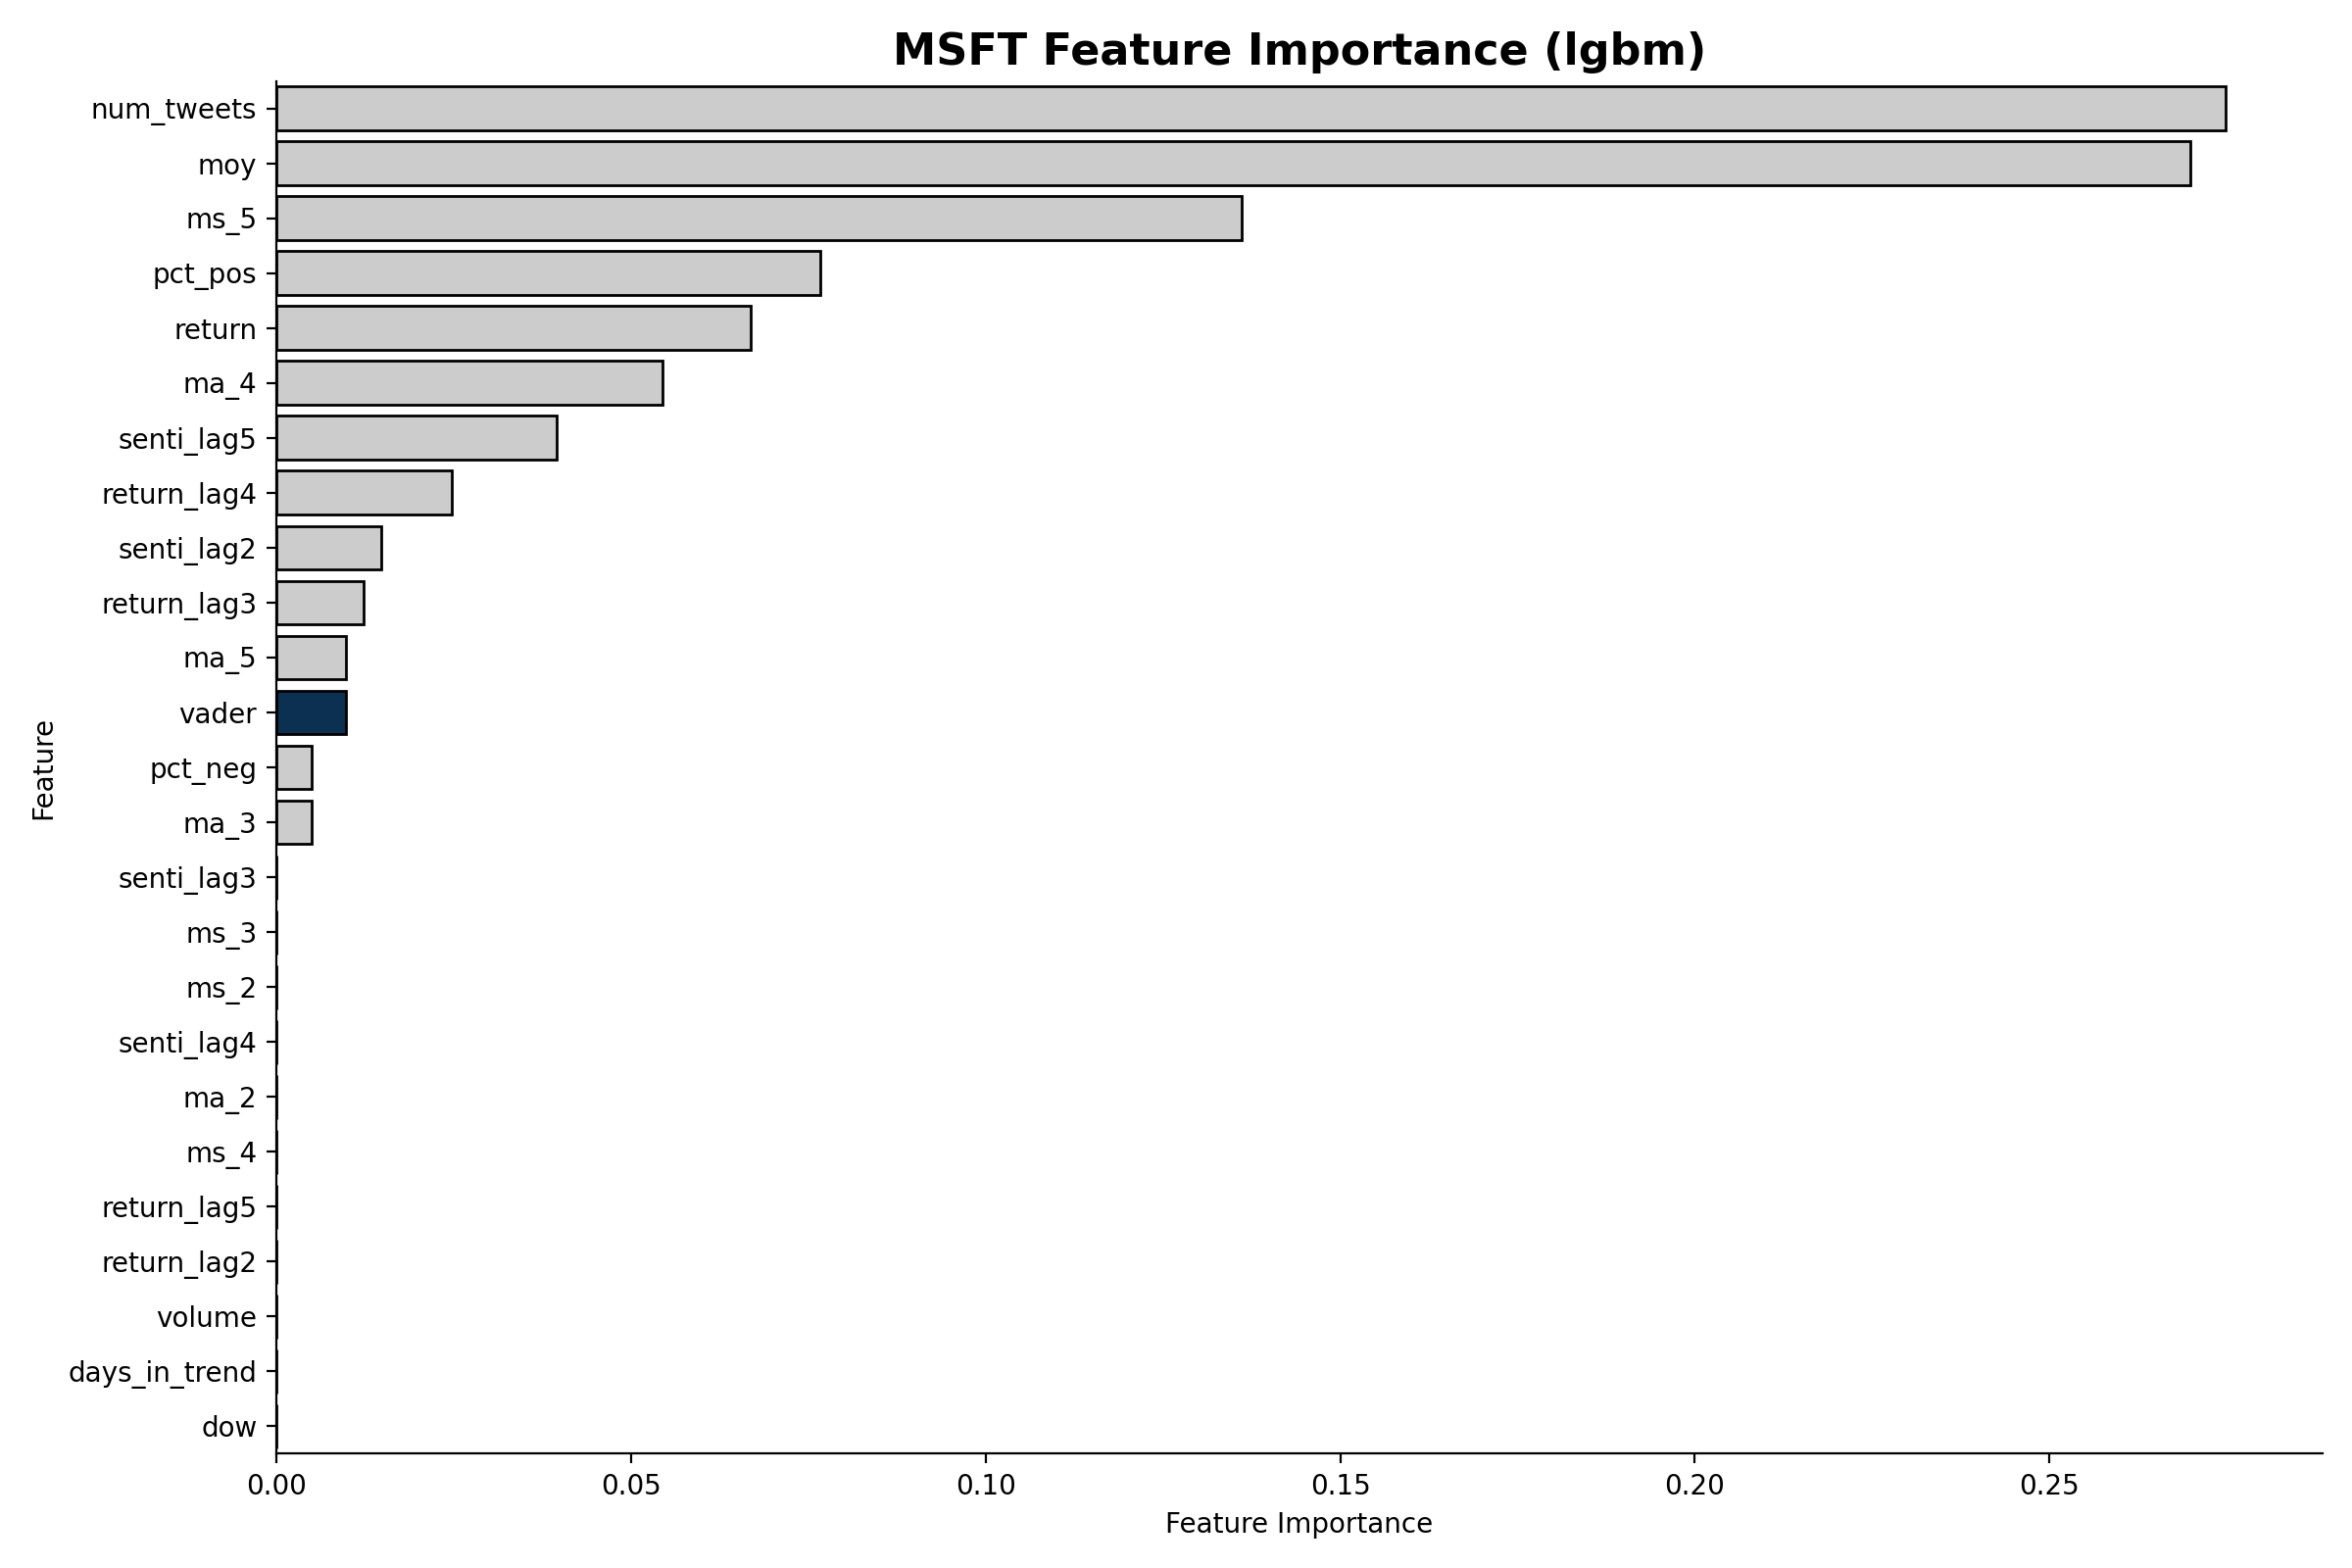 MSFT Feature Importance (lgbm)
num_tweets
moy
ms_5
pct_pos
return
ma_4
senti_lag5
return_lag4
senti_lag2
return_lag3
ma_5
vader
pct_neg
ma_3
senti_lag3
ms_3
ms_2
senti_lag4
ma_2
ms_4
return_lag5
return_lag2
volume
days_in_trend
dow
Feature
0.00 0.05 0.10 0.15 0.20 0.25
Feature Importance